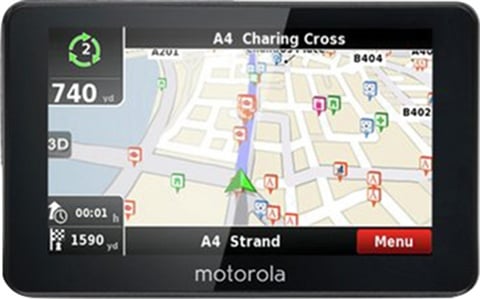 A4 Charing Cross
2
A201
B404
740 yd
B402
3D
00:01 h
1590 yd
A4 Strand
Menu
motorola